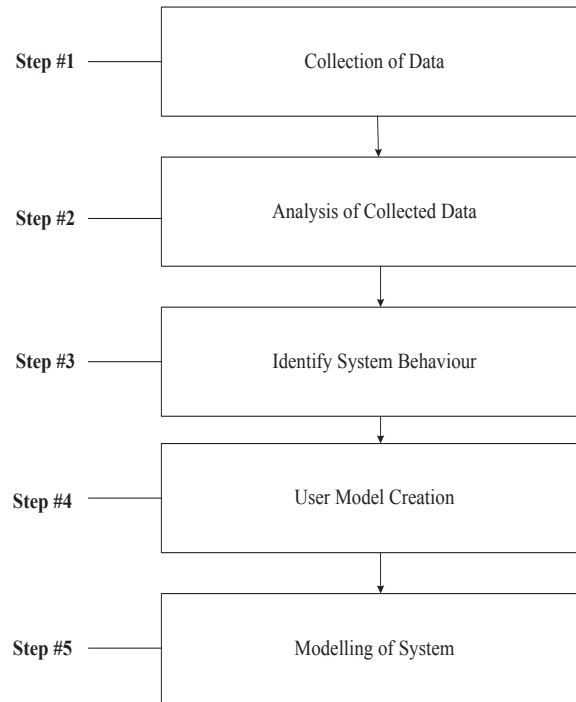 Step #1
Collection of Data
Step #2
Analysis of Collected Data
Step #3
Identify System Behaviour
Step #4
User Model Creation
Step #5
Modelling of System